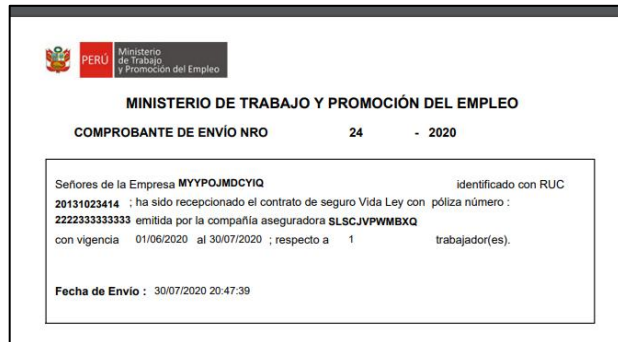 PERÚ
Ministerio
de Trabajo
y Promoción del Empleo
MINISTERIO DE TRABAJO Y PROMOCIÓN DEL EMPLEO
COMPROBANTE DE ENVÍO NRO 24 - 2020
Señores de la Empresa MYYPOJMDCYIQ identificado con RUC
20131023414 ; ha sido recepcionado el contrato de seguro Vida Ley con póliza número :
2222333333333 emitida por la compañía aseguradora SLSCJVPWMBXQ
con vigencia 01/06/2020 al 30/07/2020 ; respecto a 1 trabajador(es).
Fecha de Envío : 30/07/2020 20:47:39